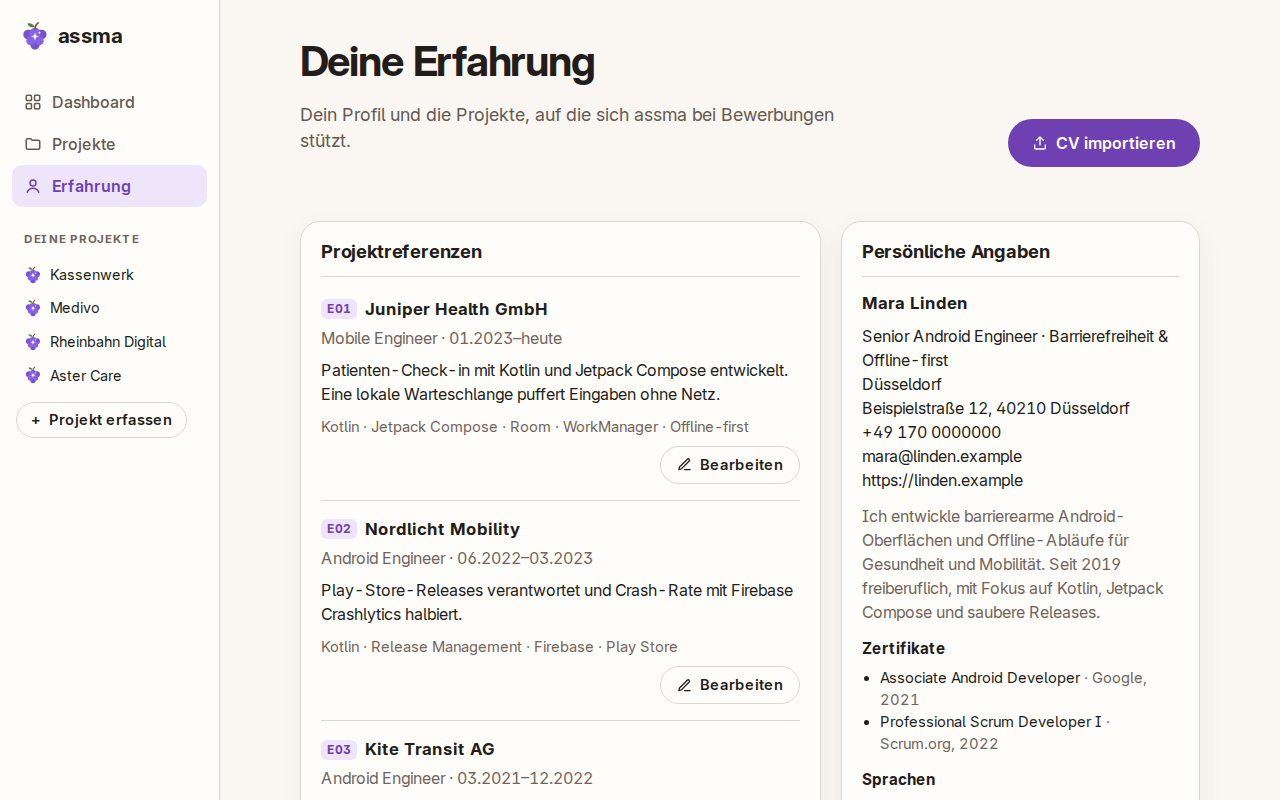 assma
Dashboard
Projekte
Erfahrung
DEINE PROJEKTE
Kassenwerk
Medivo
Rheinbahn Digital
Aster Care
+ Projekt erfassen
Deine Erfahrung
Dein Profil und die Projekte, auf die sich assma bei Bewerbungen
stützt.
CV importieren
Projektreferenzen
E01 Juniper Health GmbH
Mobile Engineer · 01.2023–heute
Patienten-Check-in mit Kotlin und Jetpack Compose entwickelt.
Eine lokale Warteschlange puffert Eingaben ohne Netz.
Kotlin · Jetpack Compose · Room · WorkManager · Offline-first
Bearbeiten
E02 Nordlicht Mobility
Android Engineer · 06.2022–03.2023
Play-Store-Releases verantwortet und Crash-Rate mit Firebase
Crashlytics halbiert.
Kotlin · Release Management · Firebase · Play Store
Bearbeiten
E03 Kite Transit AG
Android Engineer · 03.2021–12.2022
Persönliche Angaben
Mara Linden
Senior Android Engineer · Barrierefreiheit &
Offline-first
Düsseldorf
Beispielstraße 12, 40210 Düsseldorf
+49 170 0000000
mara@linden.example
https://linden.example
Ich entwickle barrierearme Android-
Oberflächen und Offline-Abläufe für
Gesundheit und Mobilität. Seit 2019
freiberuflich, mit Fokus auf Kotlin, Jetpack
Compose und saubere Releases.
Zertifikate
• Associate Android Developer · Google,
2021
• Professional Scrum Developer I ·
Scrum.org, 2022
Sprachen